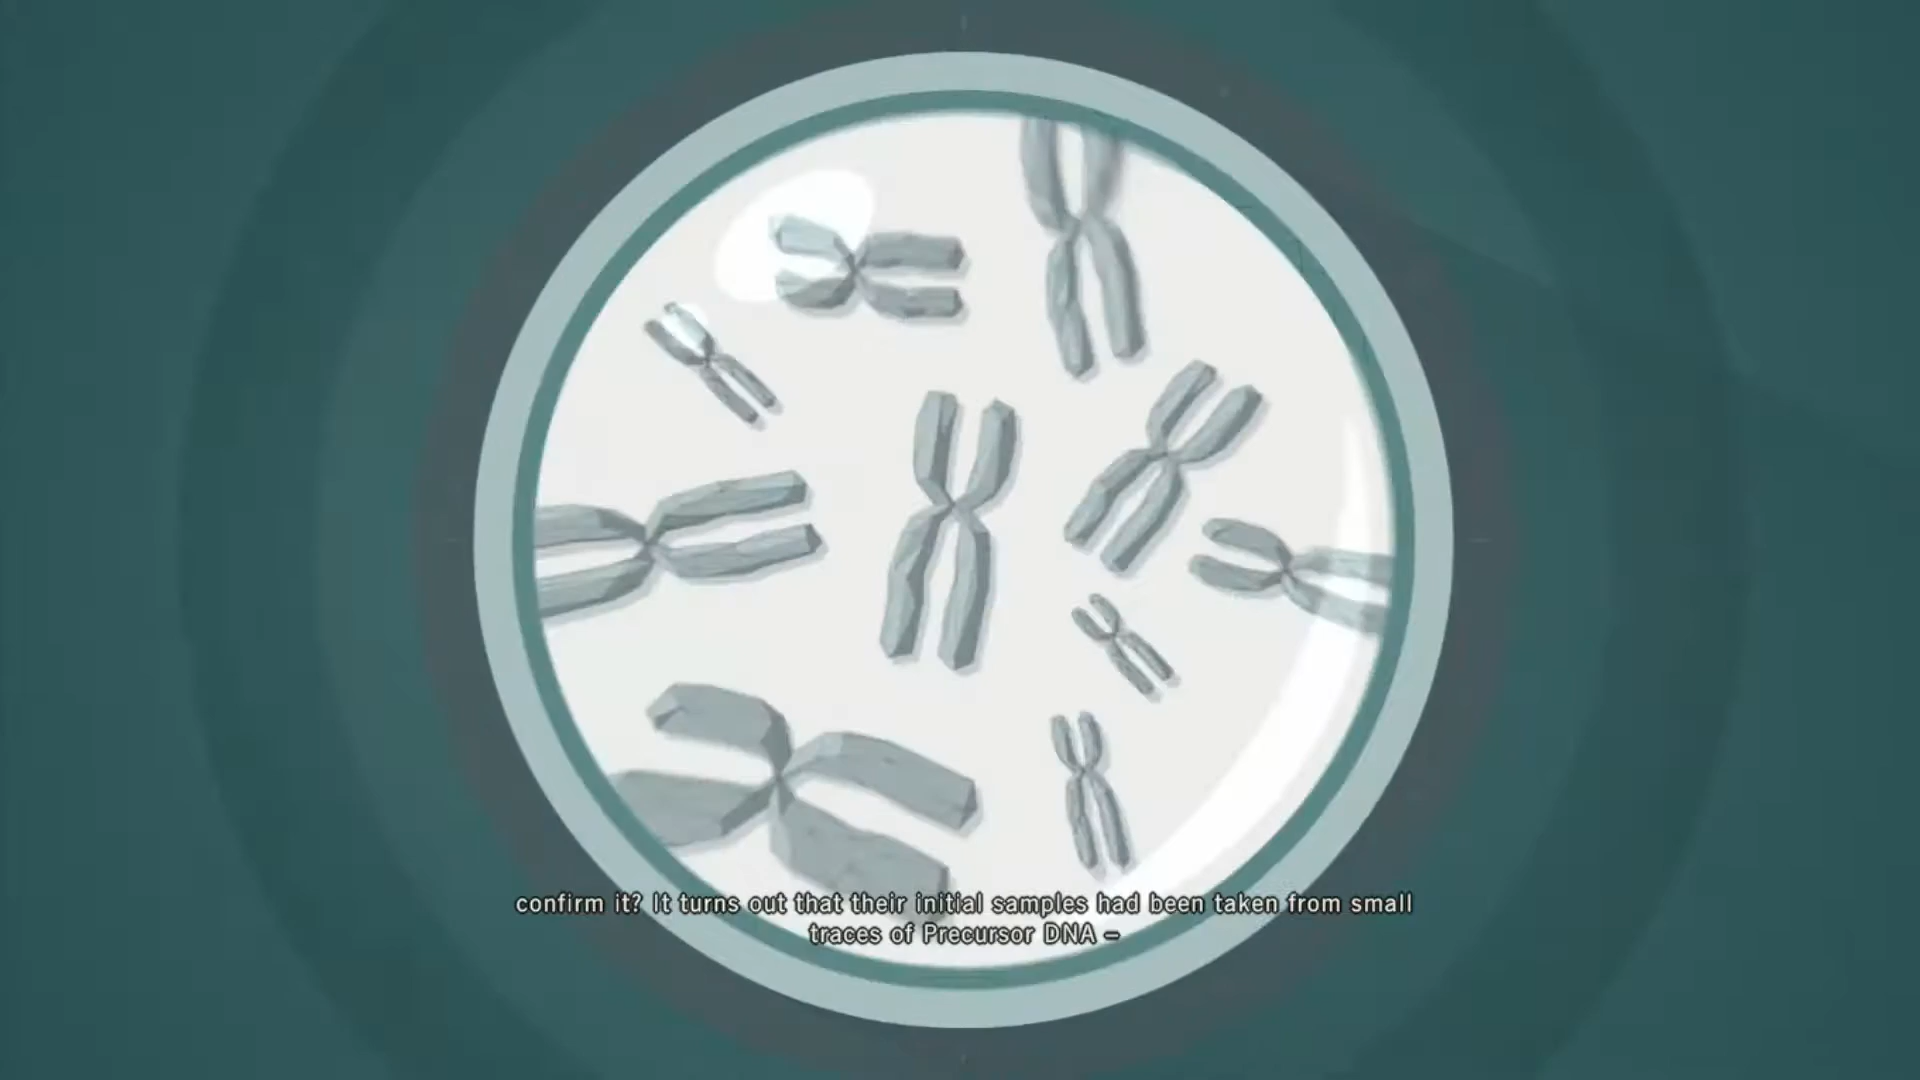 confirm it? It turns out that their initial samples had been taken from small
traces of Precursor DNA –